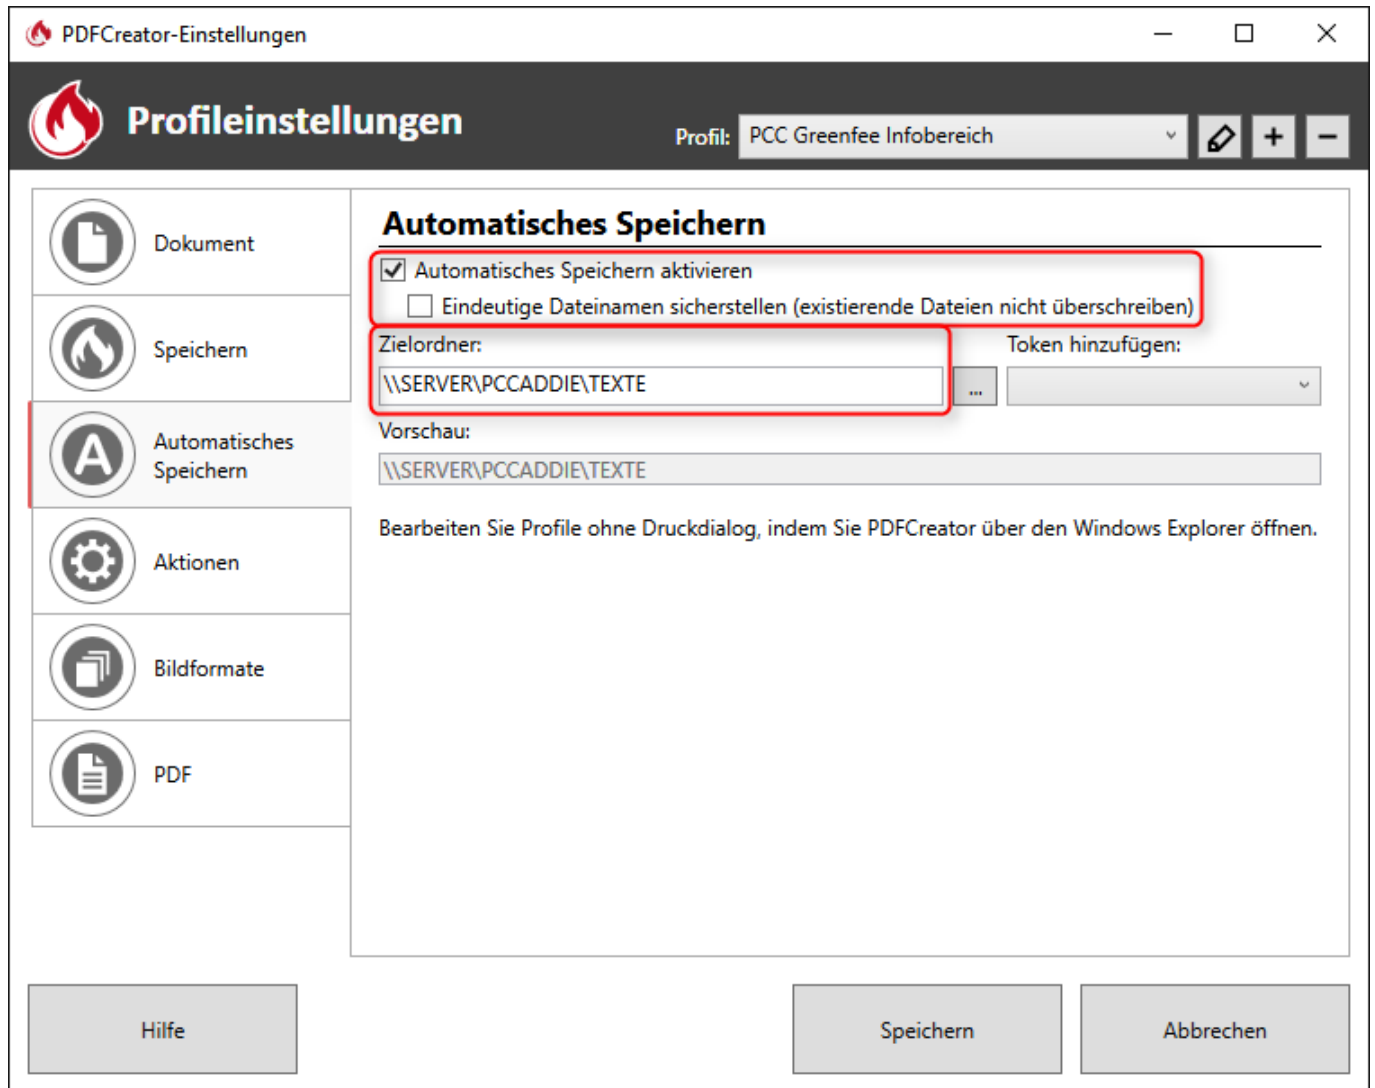 PDFCreator-Einstellungen
Profileinstellungen
Profil: PCC Greenfee Infobereich
Dokument
Speichern
Automatisches
Speichern
Aktionen
Bildformate
PDF
Automatisches Speichern
Automatisches Speichern aktivieren
Eindeutige Dateinamen sicherstellen (existierende Dateien nicht überschreiben)
Zielordner:
Token hinzufügen:
\\SERVER\PCCADDIE\TEXTE
...
Vorschau:
\\SERVER\PCCADDIE\TEXTE
Bearbeiten Sie Profile ohne Druckdialog, indem Sie PDFCreator über den Windows Explorer öffnen.
Hilfe
Speichern
Abbrechen